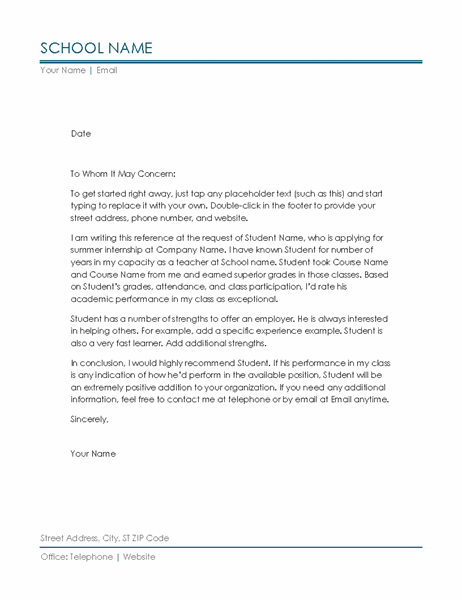 SCHOOL NAME
Your Name | Email
Date
To Whom It May Concern:
To get started right away, just tap any placeholder text (such as this) and start
typing to replace it with your own. Double-click in the footer to provide your
street address, phone number, and website.
I am writing this reference at the request of Student Name, who is applying for
summer internship at Company Name. I have known Student for number of
years in my capacity as a teacher at School name. Student took Course Name
and Course Name from me and earned superior grades in those classes. Based
on Student's grades, attendance, and class participation, I'd rate his
academic performance in my class as exceptional.
Student has a number of strengths to offer an employer. He is always interested
in helping others. For example, add a specific experience example. Student is
also a very fast learner. Add additional strengths.
In conclusion, I would highly recommend Student. If his performance in my class
is any indication of how he'd perform in the available position, Student will be
an extremely positive addition to your organization. If you need any additional
information, feel free to contact me at telephone or by email at Email anytime.
Sincerely,
Your Name
Street Address, City, ST ZIP Code
Office: Telephone | Website